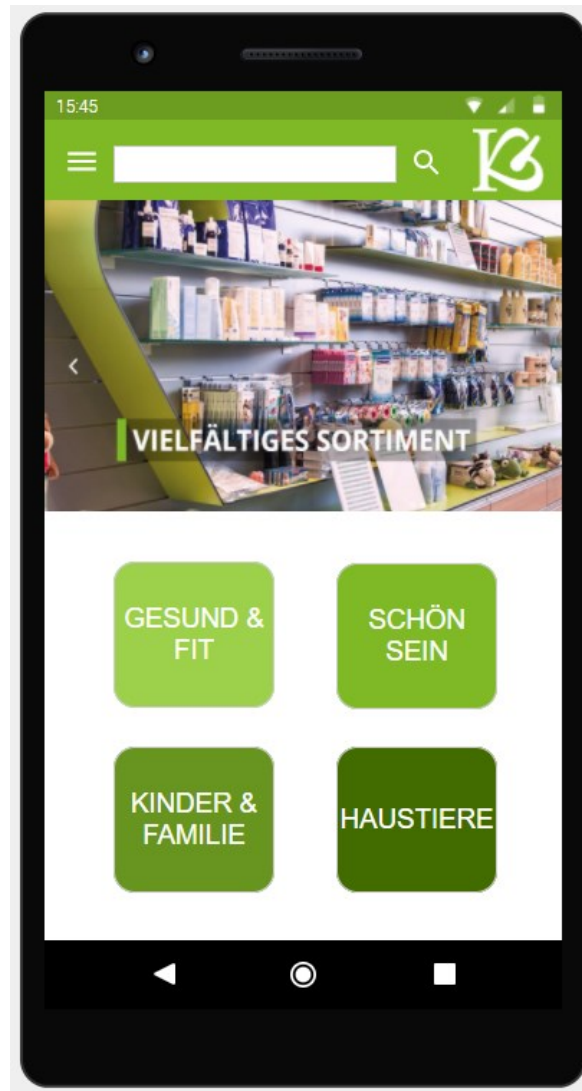 15:45
VIELFÄLTIGES SORTIMENT
GESUND &
FIT
SCHÖN
SEIN
KINDER &
FAMILIE
HAUSTIERE